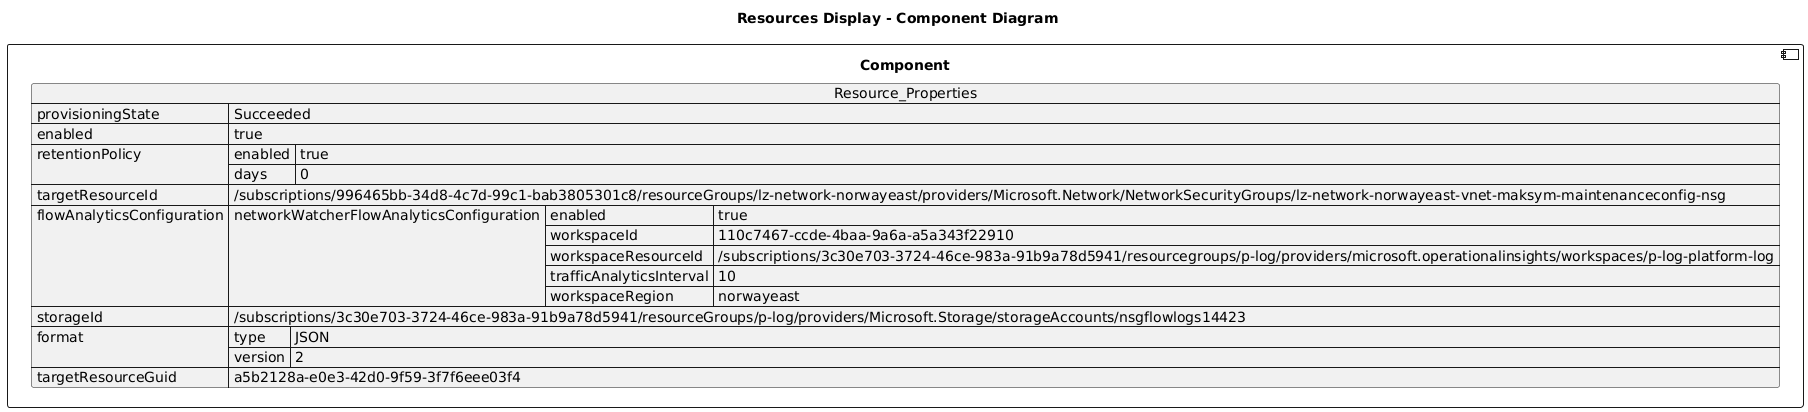 Resources Display - Component Diagram
Component
Resource_Properties
provisioningState Succeeded
enabled true
retentionPolicy enabled true
days 0
targetResourceId /subscriptions/996465bb-34d8-4c7d-99c1-bab3805301c8/resourceGroups/lz-network-norwayeast/providers/Microsoft.Network/NetworkSecurityGroups/lz-network-norwayeast-vnet-maksym-maintenanceconfig-nsg
flowAnalyticsConfiguration networkWatcherFlowAnalyticsConfiguration enabled true
workspaceId 110c7467-ccde-4baa-9a6a-a5a343f22910
workspaceResourceId /subscriptions/3c30e703-3724-46ce-983a-91b9a78d5941/resourcegroups/p-log/providers/microsoft.operationalinsights/workspaces/p-log-platform-log
trafficAnalyticsInterval 10
workspaceRegion norwayeast
storageId /subscriptions/3c30e703-3724-46ce-983a-91b9a78d5941/resourceGroups/p-log/providers/Microsoft.Storage/storageAccounts/nsgflowlogs14423
format type JSON
version 2
targetResourceGuid a5b2128a-e0e3-42d0-9f59-3f7f6eee03f4